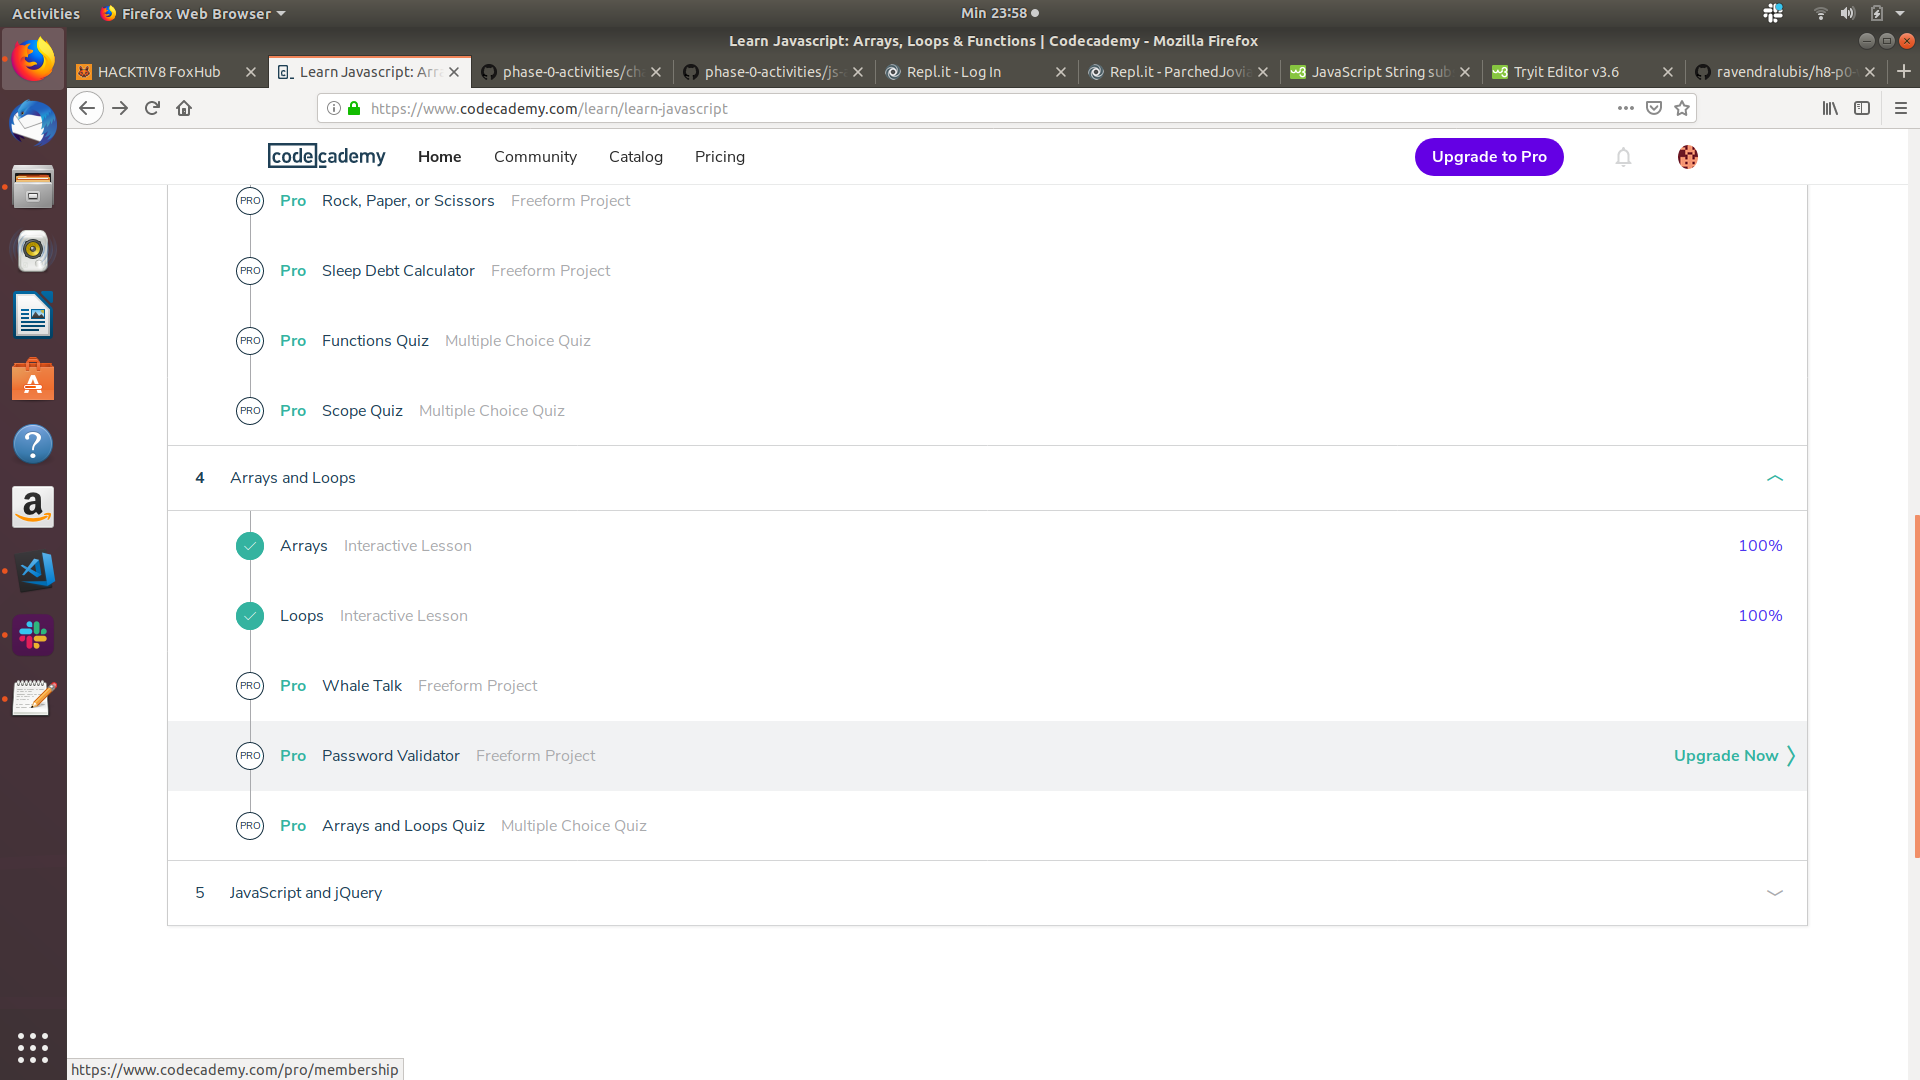 Activities Firefox Web Browser Min 23:58
Learn Javascript: Arrays, Loops & Functions | Codecademy - Mozilla Firefox
HACKTIV8 FoxHub Learn Javascript: Arr phase-0-activities/ch phase-0-activities/js- Repl.it - Log In Repl.it - ParchedJovia JavaScript String sub Tryit Editor v3.6 ravendralubis/h8-p0-
https://www.codecademy.com/learn/learn-javascript
codecademy Home Community Catalog Pricing Upgrade to Pro
PRO Pro Rock, Paper, or Scissors Freeform Project
PRO Pro Sleep Debt Calculator Freeform Project
PRO Pro Functions Quiz Multiple Choice Quiz
PRO Pro Scope Quiz Multiple Choice Quiz
4 Arrays and Loops
Arrays Interactive Lesson 100%
Loops Interactive Lesson 100%
PRO Pro Whale Talk Freeform Project
PRO Pro Password Validator Freeform Project Upgrade Now
PRO Pro Arrays and Loops Quiz Multiple Choice Quiz
5 JavaScript and jQuery
https://www.codecademy.com/pro/membership